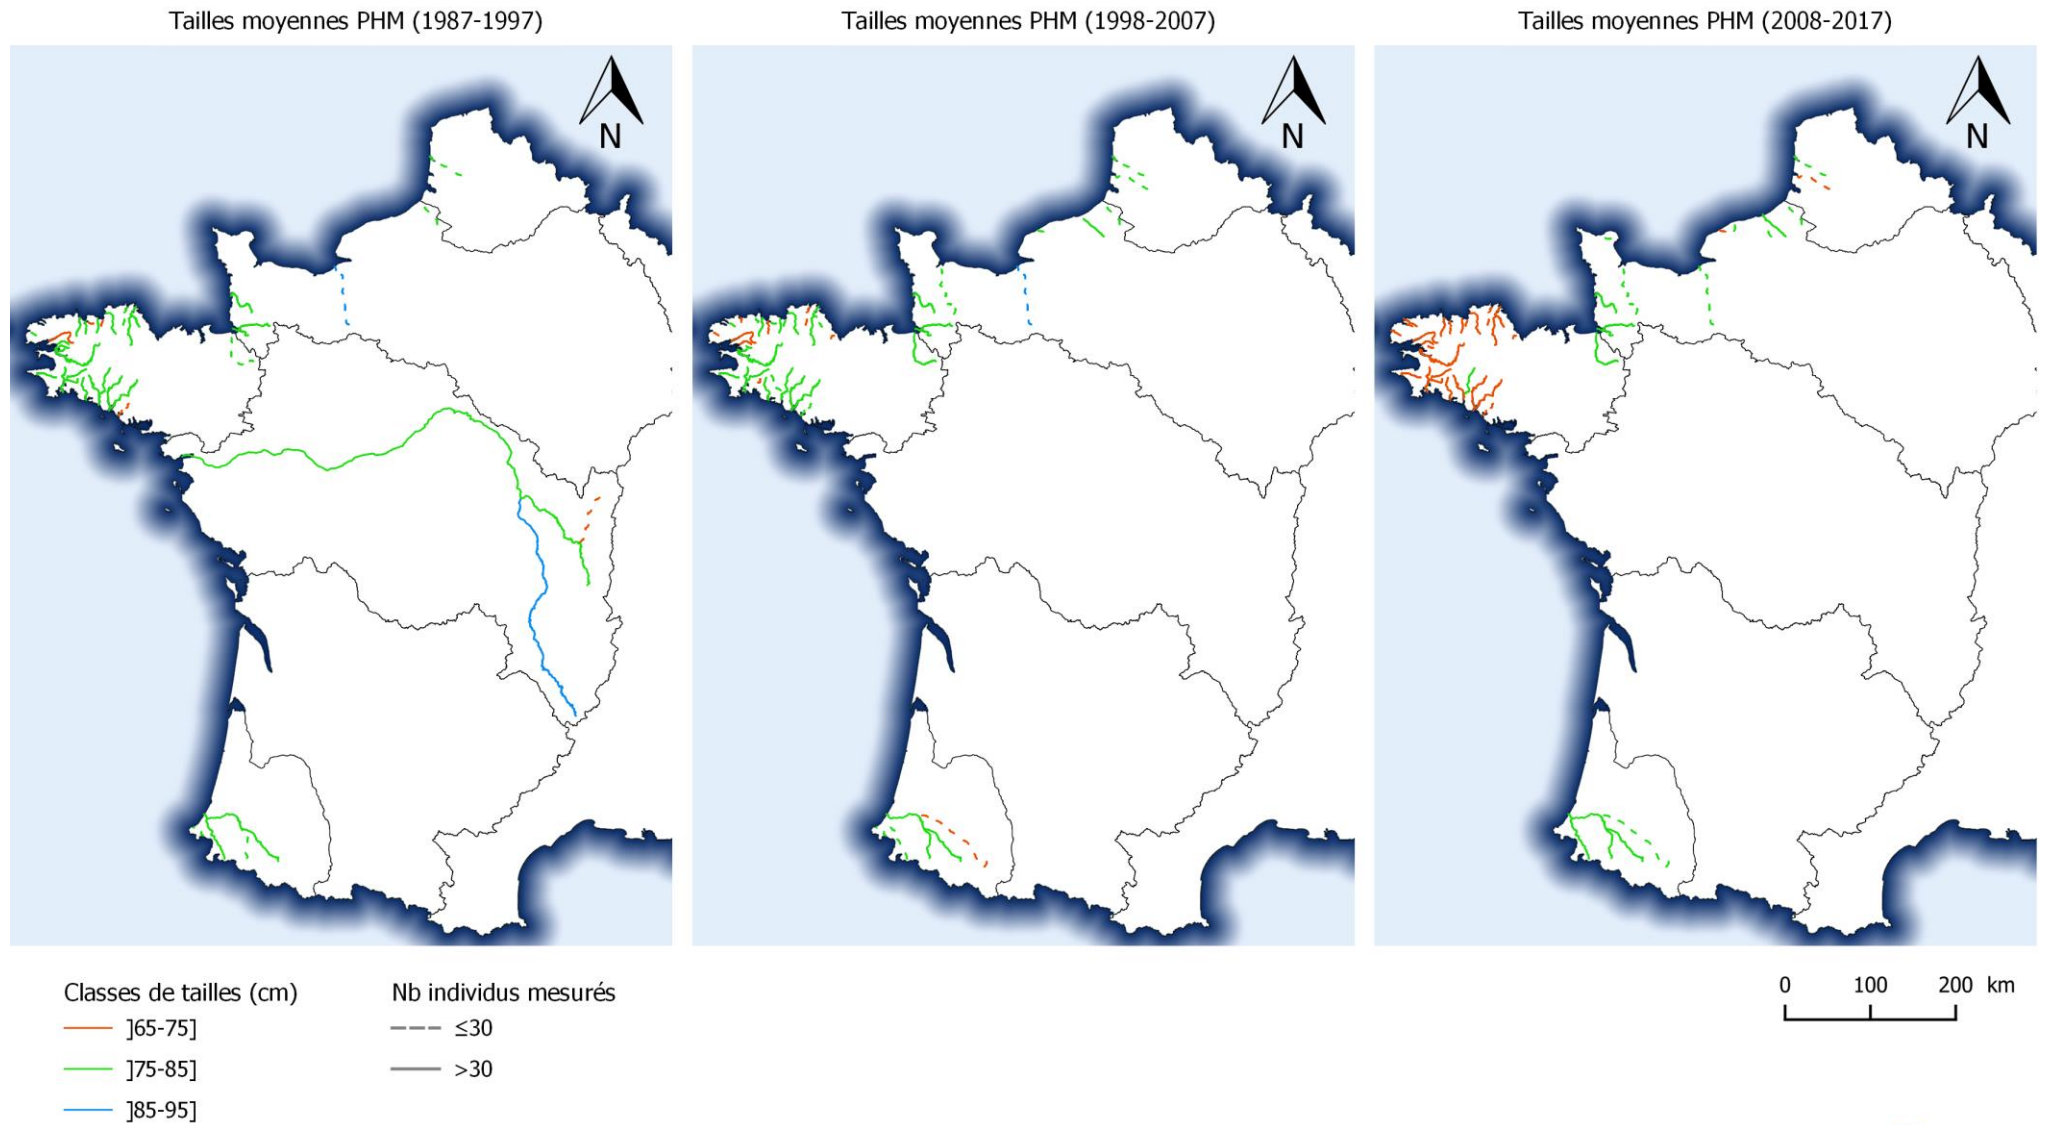 Tailles moyennes PHM (1987-1997)
Tailles moyennes PHM (1998-2007)
Tailles moyennes PHM (2008-2017)
N
N
N
Classes de tailles (cm)
]65-75]
]75-85]
]85-95]
Nb individus mesurés
≤30
>30
0 100 200 km